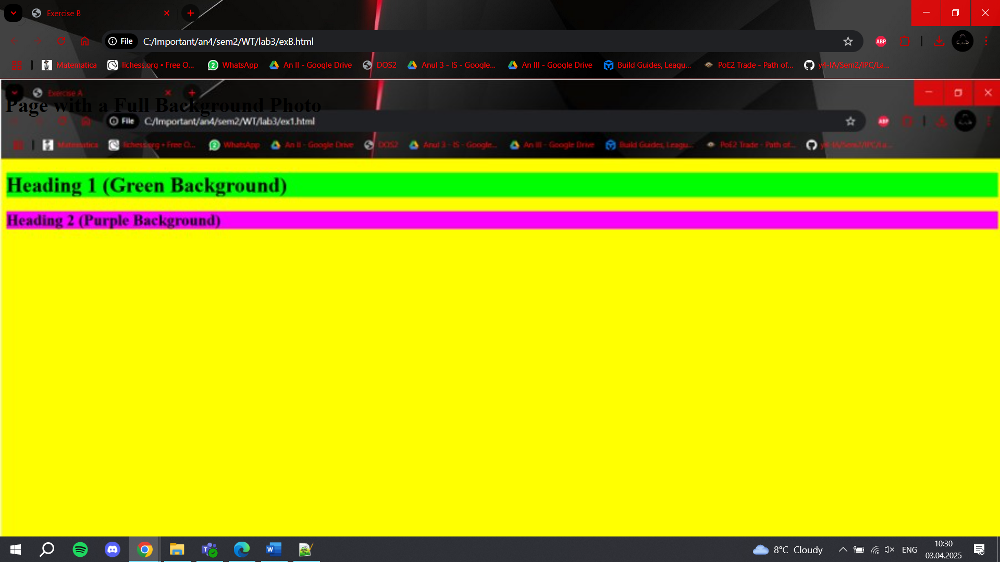 Exercise B
File C:/Important/an4/sem2/WT/lab3/exB.html ABP
Matematica lichess.org • Free O... 2 WhatsApp An II - Google Drive DOS2 Anul 3 - IS - Google... An III - Google Drive Build Guides, Leagu... PoE2 Trade - Path of... y4-IA/Sem2/IPC/La...
Exercise A
Page with a Full Background Photo
File C:/Important/an4/sem2/WT/lab3/ex1.html ABP
Matematica lichess.org • Free O... 2 WhatsApp An II - Google Drive DOS2 Anul 3 - IS - Google... An III - Google Drive Build Guides, Leagu... PoE2 Trade - Path of... y4-IA/Sem2/IPC/La...
Heading 1 (Green Background)
Heading 2 (Purple Background)
8°C Cloudy ENG 10:30
03.04.2025